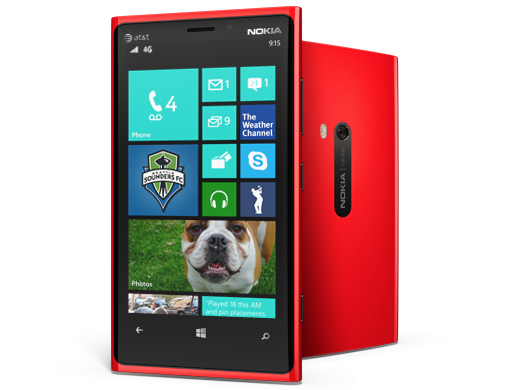 at&t
NOKIA
4G
9:15
4
Phone
1
1
9
The
Weather
Channel
SEATTLE
SOUNDERS FC
Photos
"Played 18 this AM
and pin placements
NOKIA